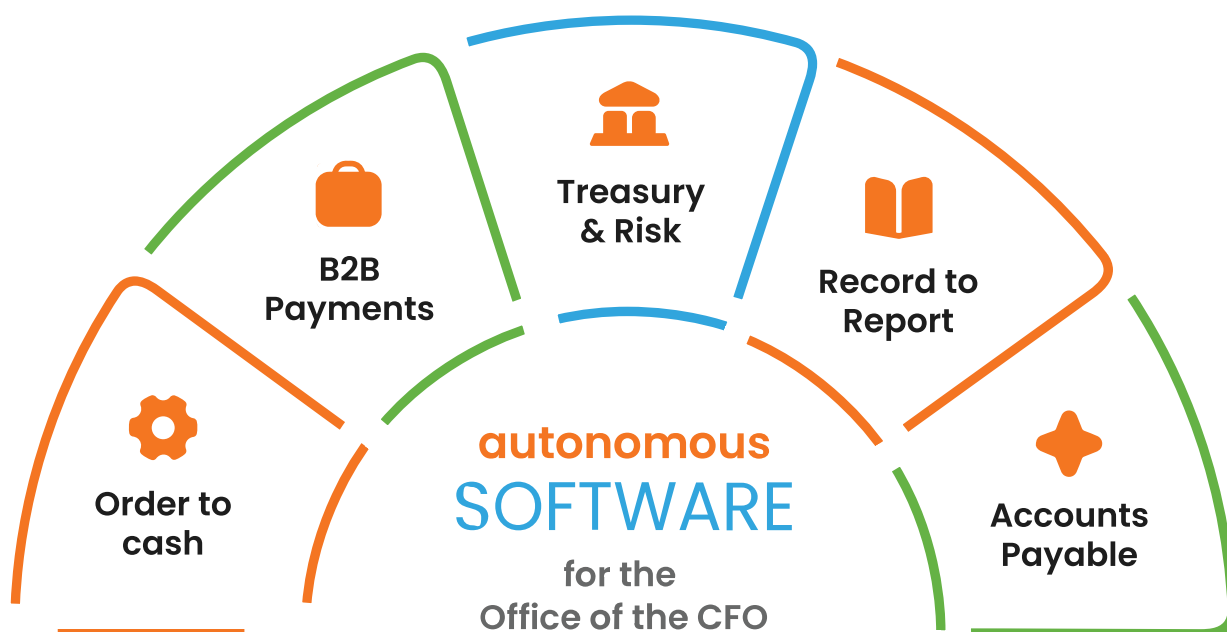 Order to
cash
B2B
Payments
Treasury
& Risk
Record to
Report
Accounts
Payable
autonomous
SOFTWARE
for the
Office of the CFO